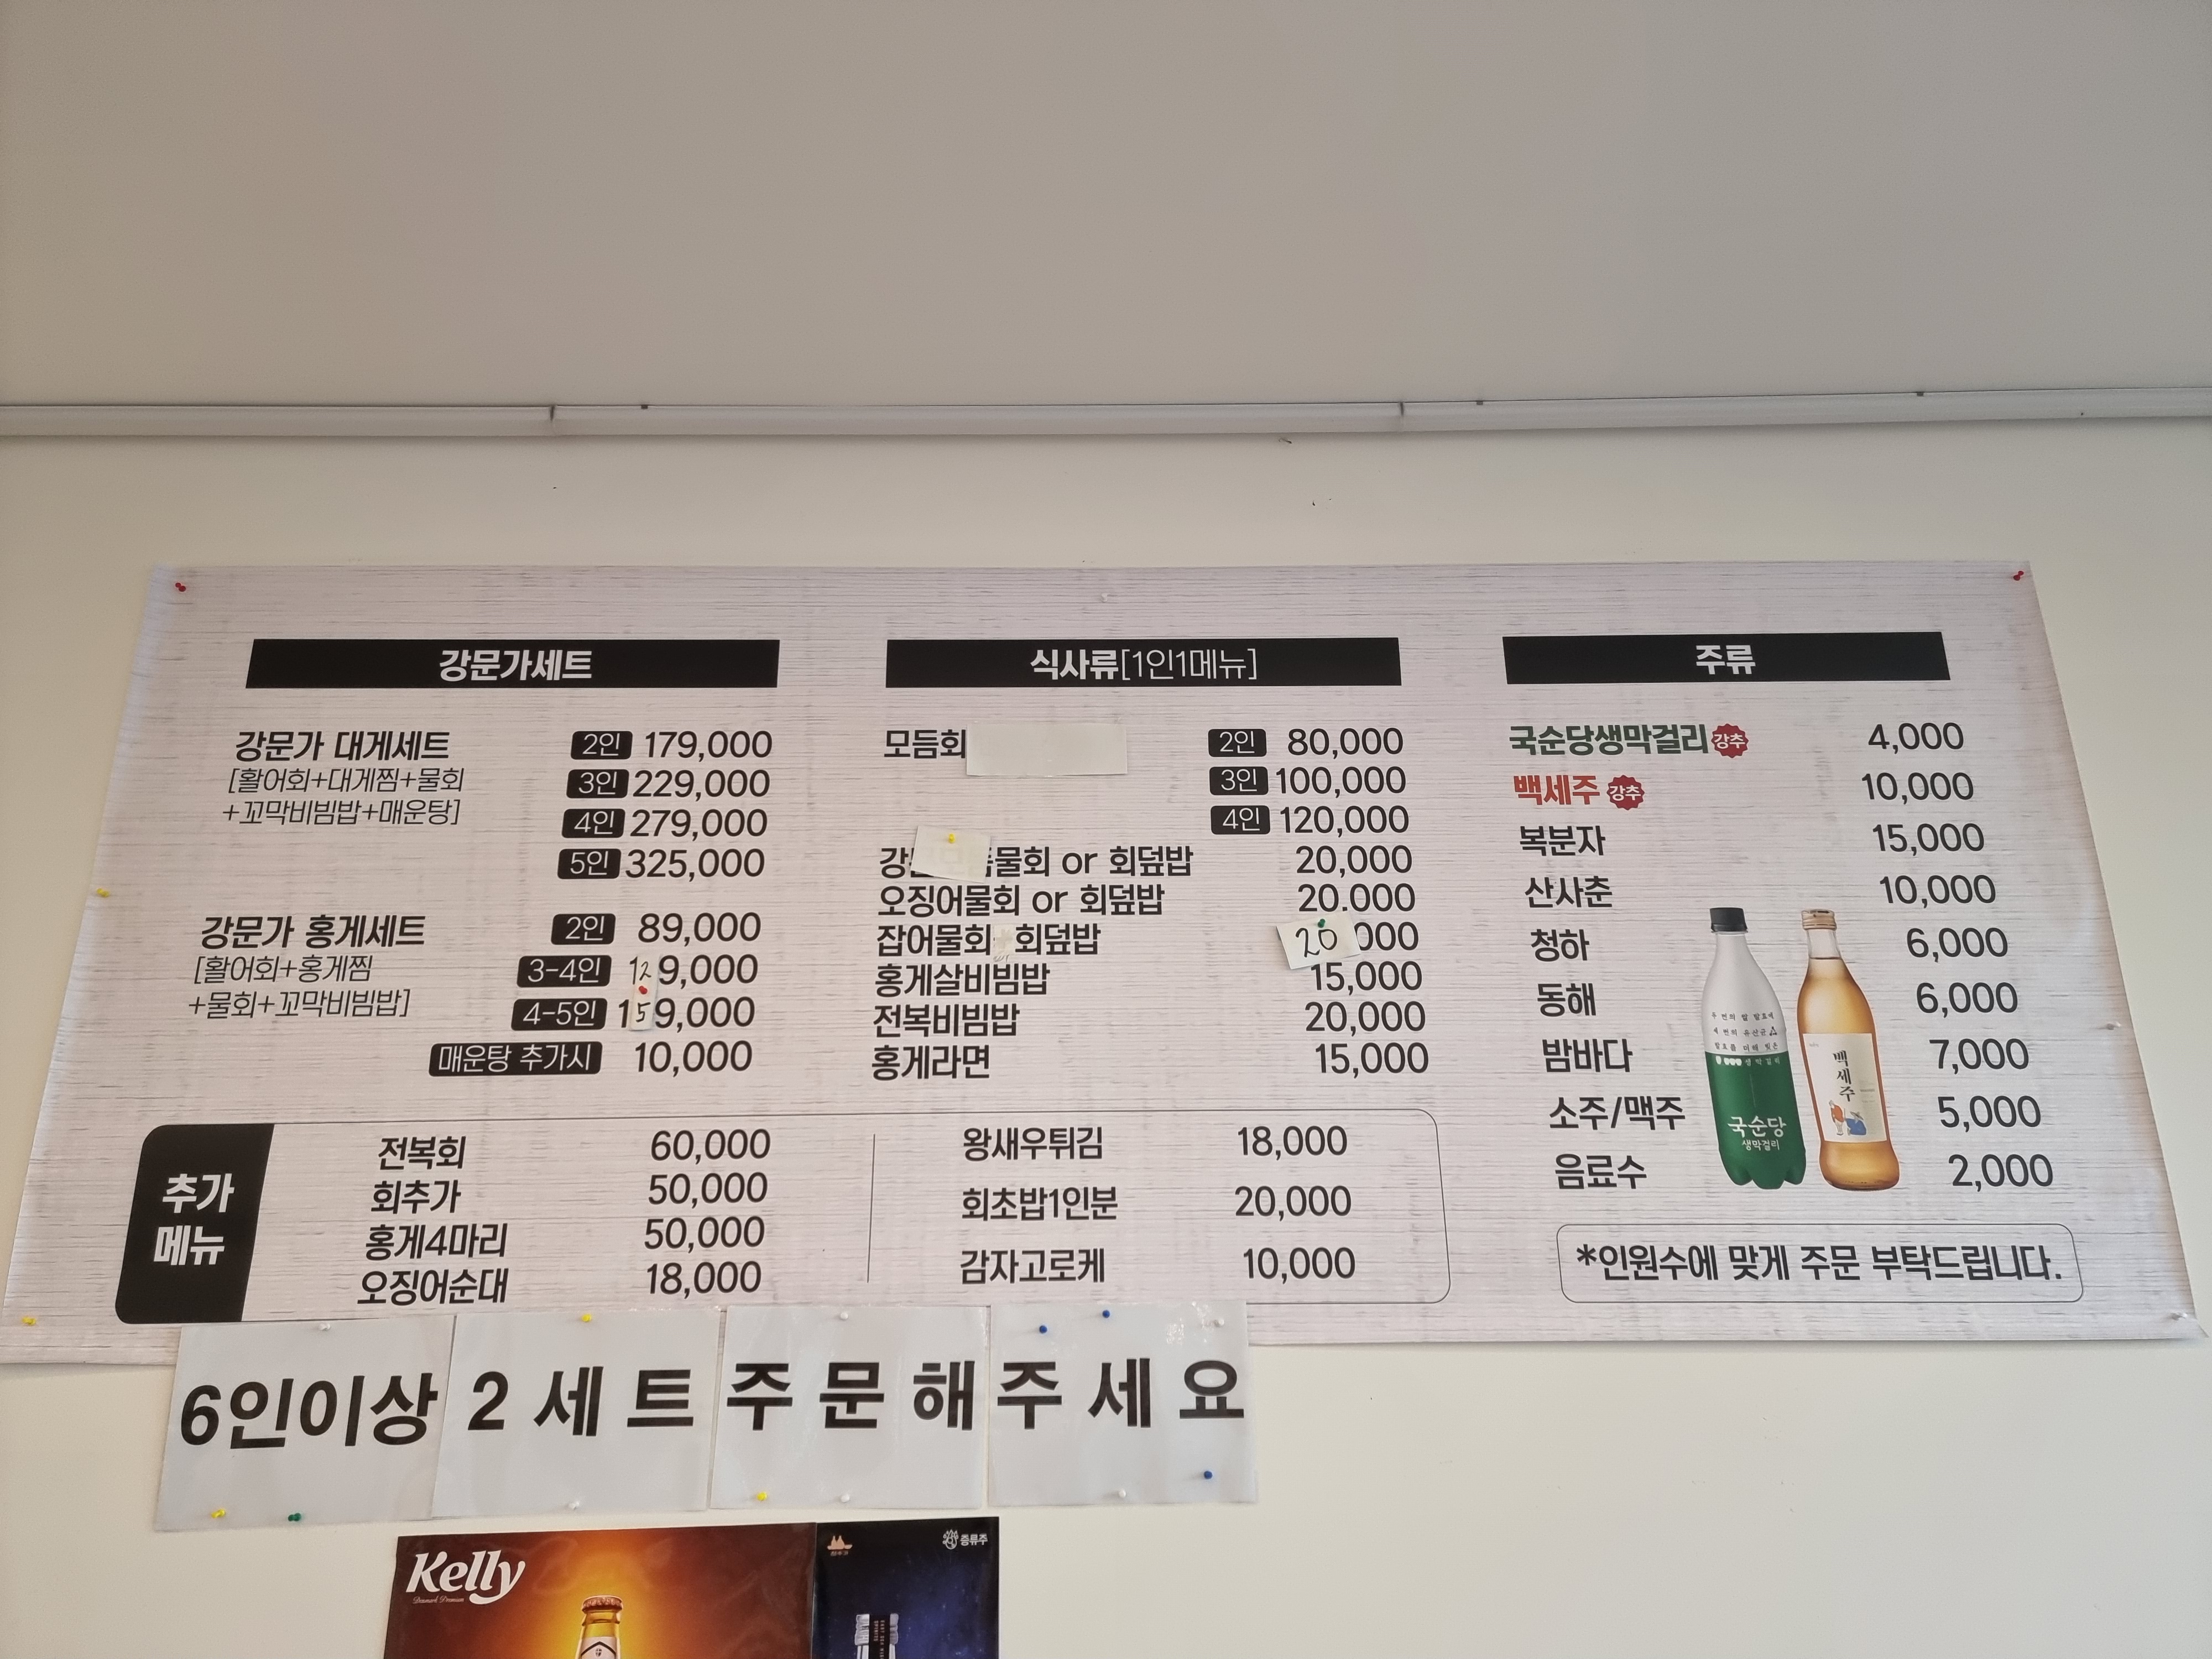 강문가세트
강문가 대게세트 2인 179,000
[활어회+대게찜+물회 3인 229,000
+꼬막비빔밥+매운탕] 4인 279,000
5인 325,000
강문가 홍게세트 2인 89,000
[활어회+홍게찜 3-4인 129,000
+물회+꼬막비빔밥] 4-5인 159,000
매운탕 추가시 10,000
식사류[1인1메뉴]
모듬회 2인 80,000
3인 100,000
4인 120,000
물회 or 회덮밥 20,000
오징어물회 or 회덮밥 20,000
잡어물회 회덮밥 20,000
홍게살비빔밥 15,000
전복비빔밥 20,000
홍게라면 15,000
주류
국순당생막걸리 강추 4,000
백세주 강추 10,000
복분자 15,000
산사춘 10,000
청하 6,000
동해 6,000
밤바다 7,000
소주/맥주 5,000
음료수 2,000
국순당
생막걸리
백세주
*인원수에 맞게 주문 부탁드립니다.
추가
메뉴
전복회 60,000
회추가 50,000
홍게4마리 50,000
오징어순대 18,000
왕새우튀김 18,000
회초밥1인분 20,000
감자고로케 10,000
6인이상 2 세 트 주 문 해 주 세 요
Kelly
증류주